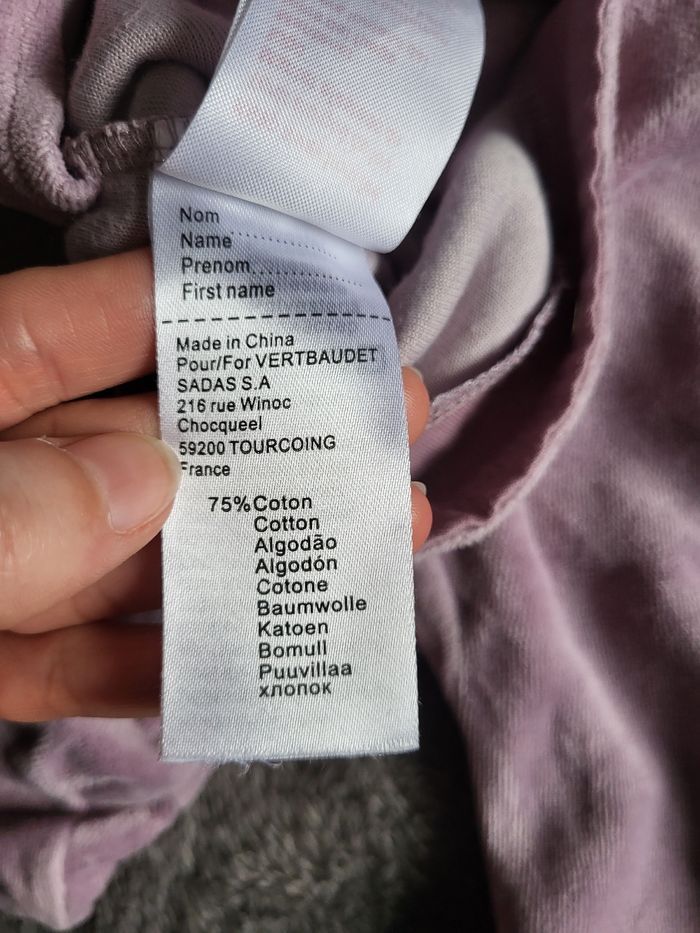 Nom
Name..............
Prenom..............
First name
Made in China
Pour/For VERTBAUDET
SADAS S.A
216 rue Winoc
Chocqueel
59200 TOURCOING
France
75% Coton
Cotton
Algodão
Algodón
Cotone
Baumwolle
Katoen
Bomull
Puuvillaa
хлопок